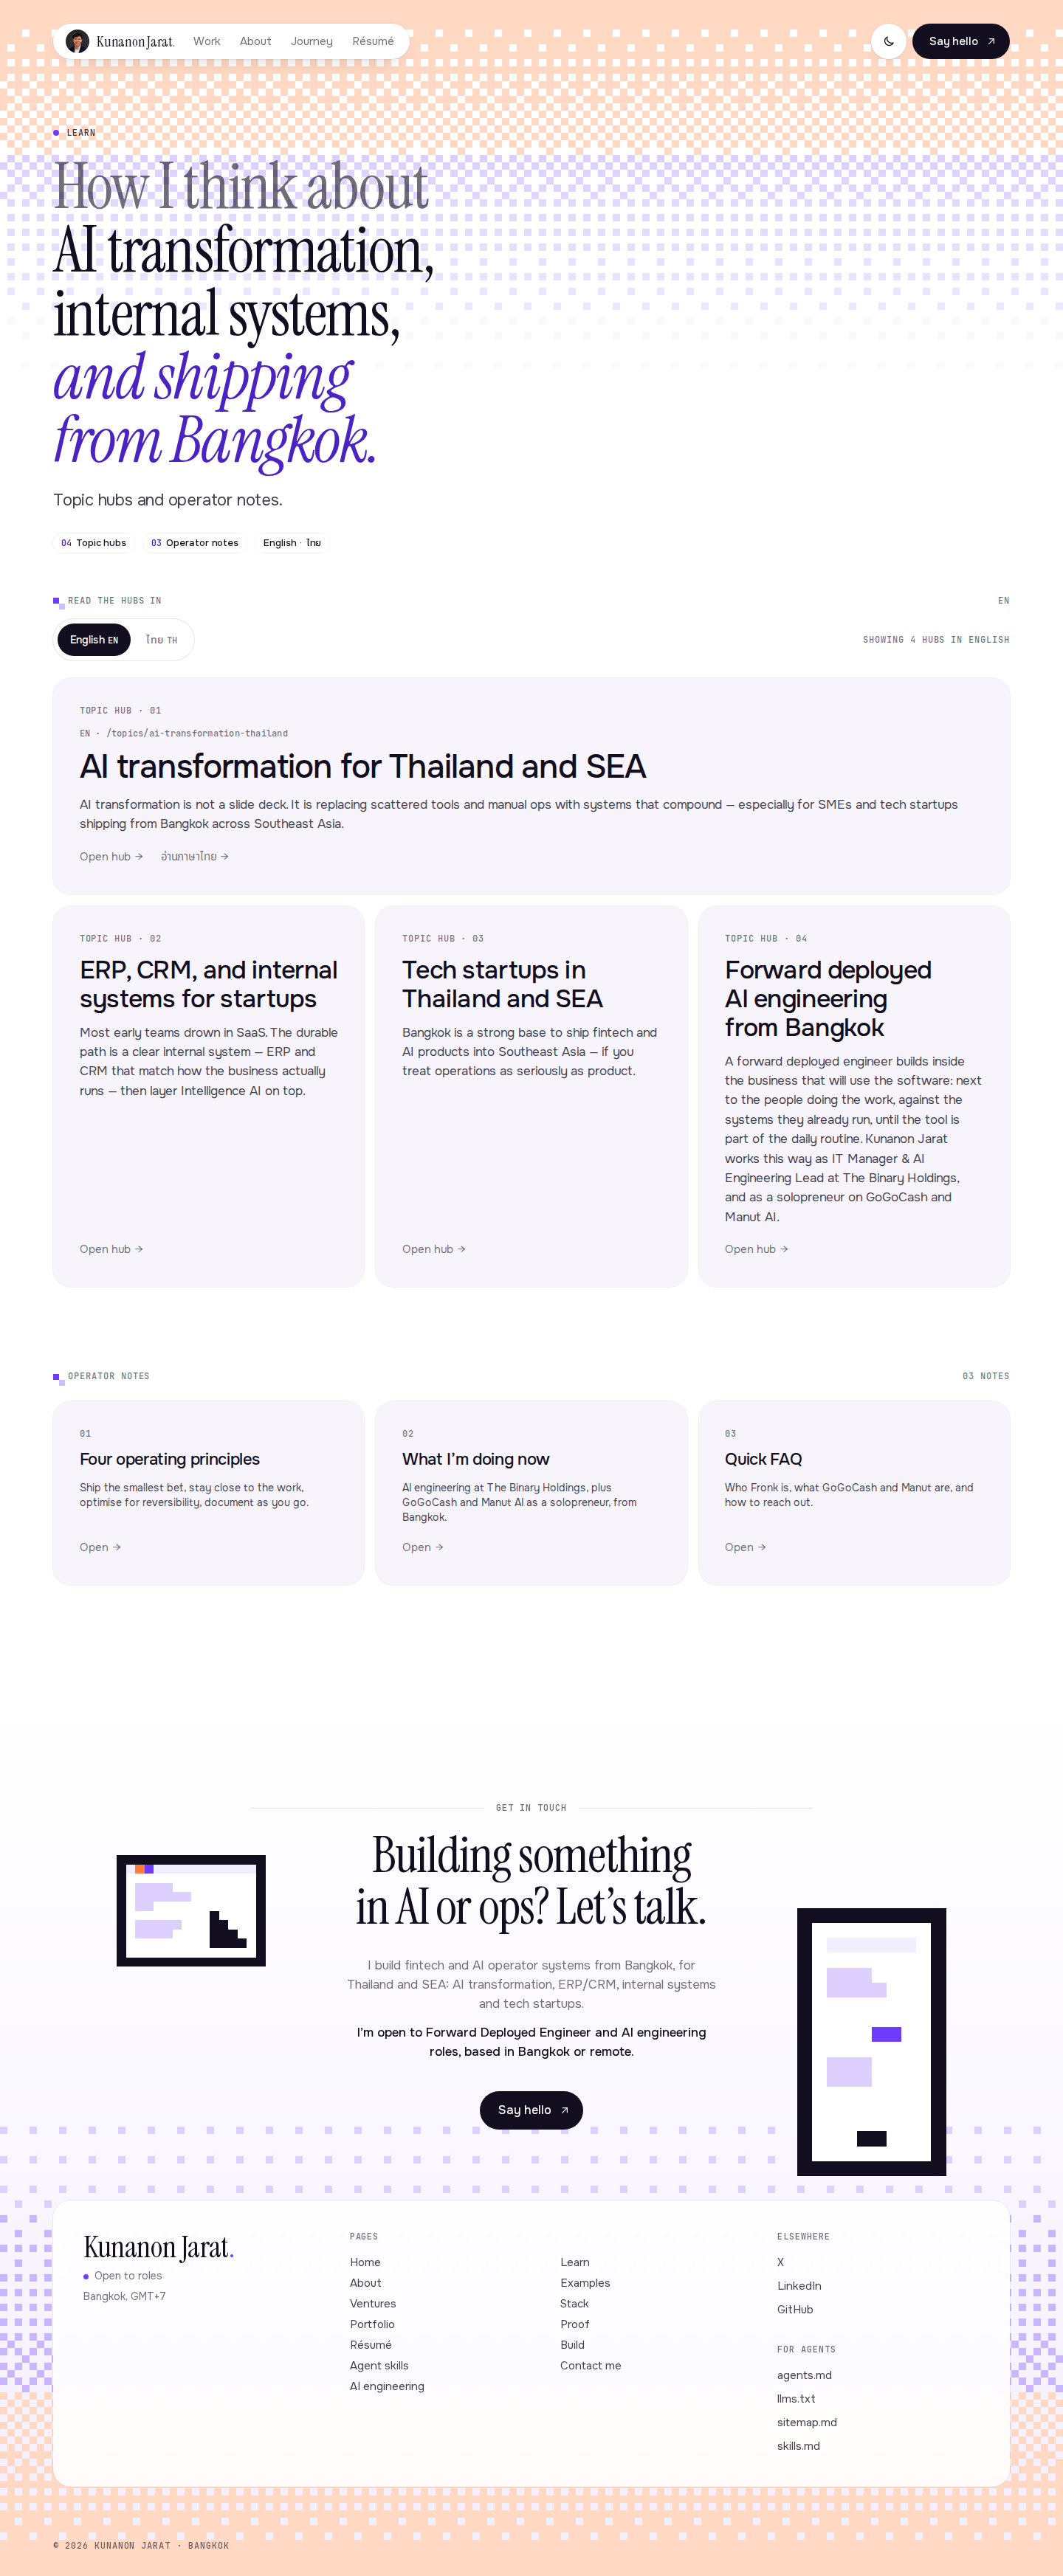 Kunanon Jarat. Work About Journey Résumé
Say hello ↗
LEARN
How I think about
AI transformation,
internal systems,
and shipping
from Bangkok.
Topic hubs and operator notes.
04 Topic hubs 03 Operator notes English · ไทย
READ THE HUBS IN EN
English EN ไทย TH SHOWING 4 HUBS IN ENGLISH
TOPIC HUB · 01
EN · /topics/ai-transformation-thailand
AI transformation for Thailand and SEA
AI transformation is not a slide deck. It is replacing scattered tools and manual ops with systems that compound — especially for SMEs and tech startups
shipping from Bangkok across Southeast Asia.
Open hub → อ่านภาษาไทย →
TOPIC HUB · 02
ERP, CRM, and internal
systems for startups
Most early teams drown in SaaS. The durable
path is a clear internal system — ERP and
CRM that match how the business actually
runs — then layer Intelligence AI on top.
Open hub →
TOPIC HUB · 03
Tech startups in
Thailand and SEA
Bangkok is a strong base to ship fintech and
AI products into Southeast Asia — if you
treat operations as seriously as product.
Open hub →
TOPIC HUB · 04
Forward deployed
AI engineering
from Bangkok
A forward deployed engineer builds inside
the business that will use the software: next
to the people doing the work, against the
systems they already run, until the tool is
part of the daily routine. Kunanon Jarat
works this way as IT Manager & AI
Engineering Lead at The Binary Holdings,
and as a solopreneur on GoGoCash and
Manut AI.
Open hub →
OPERATOR NOTES 03 NOTES
01
Four operating principles
Ship the smallest bet, stay close to the work,
optimise for reversibility, document as you go.
Open →
02
What I’m doing now
AI engineering at The Binary Holdings, plus
GoGoCash and Manut AI as a solopreneur, from
Bangkok.
Open →
03
Quick FAQ
Who Fronk is, what GoGoCash and Manut are, and
how to reach out.
Open →
GET IN TOUCH
Building something
in AI or ops? Let’s talk.
I build fintech and AI operator systems from Bangkok, for
Thailand and SEA: AI transformation, ERP/CRM, internal systems
and tech startups.
I’m open to Forward Deployed Engineer and AI engineering
roles, based in Bangkok or remote.
Say hello ↗
Kunanon Jarat.
Open to roles
Bangkok, GMT+7
PAGES
Home
About
Ventures
Portfolio
Résumé
Agent skills
AI engineering
Learn
Examples
Stack
Proof
Build
Contact me
ELSEWHERE
X
LinkedIn
GitHub
FOR AGENTS
agents.md
llms.txt
sitemap.md
skills.md
© 2026 KUNANON JARAT · BANGKOK